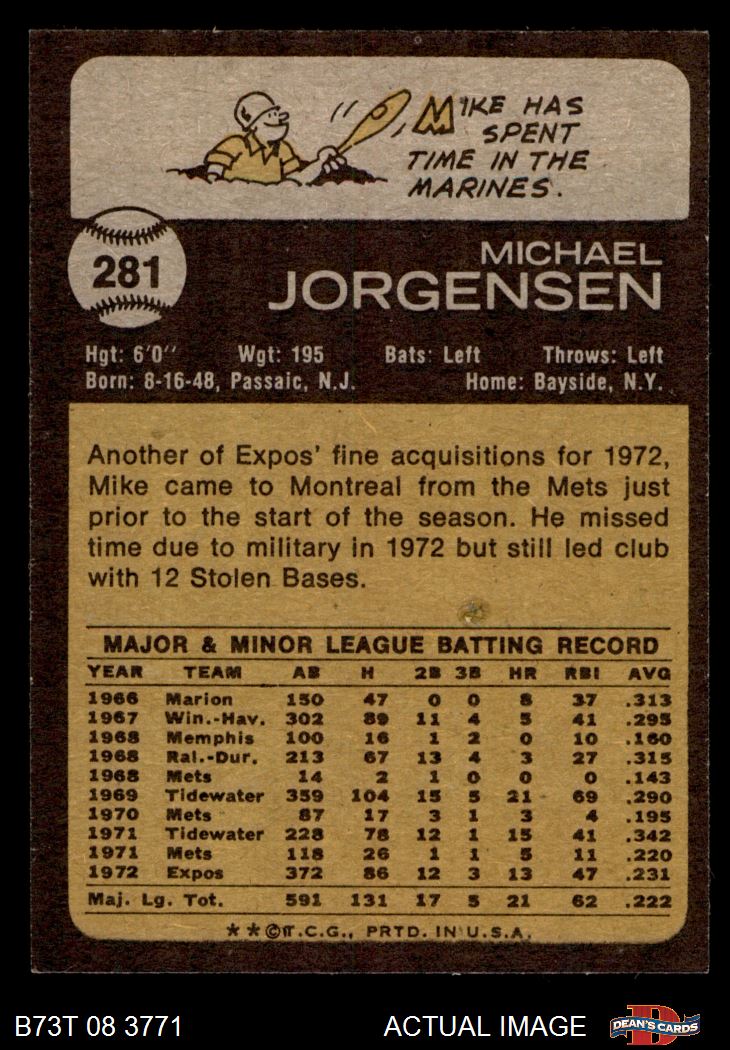 MIKE HAS
SPENT
TIME IN THE
MARINES.
281
MICHAEL
JORGENSEN
Hgt: 6'0'' Wgt: 195 Bats: Left Throws: Left
Born: 8-16-48, Passaic, N.J. Home: Bayside, N.Y.
Another of Expos' fine acquisitions for 1972,
Mike came to Montreal from the Mets just
prior to the start of the season. He missed
time due to military in 1972 but still led club
with 12 Stolen Bases.
MAJOR & MINOR LEAGUE BATTING RECORD
YEAR TEAM AB H 2B 3B HR RBI AVG
1966 Marion 150 47 0 0 8 37 .313
1967 Win.-Hav. 302 89 11 4 5 41 .295
1968 Memphis 100 16 1 2 0 10 .160
1968 Ral.-Dur. 213 67 13 4 3 27 .315
1968 Mets 14 2 1 0 0 0 .143
1969 Tidewater 359 104 15 5 21 69 .290
1970 Mets 87 17 3 1 3 4 .195
1971 Tidewater 228 78 12 1 15 41 .342
1971 Mets 118 26 1 1 5 11 .220
1972 Expos 372 86 12 3 13 47 .231
Maj. Lg. Tot. 591 131 17 5 21 62 .222
**©T.C.G., PRTD. IN U.S.A.
B73T 08 3771 ACTUAL IMAGE
D
DEAN'S CARDS